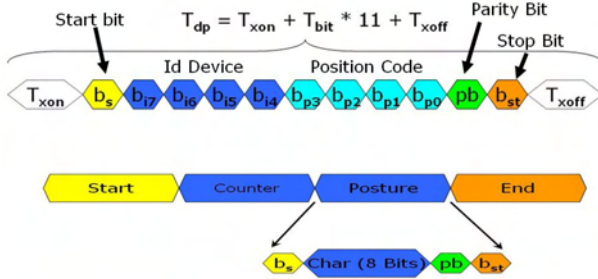 T_dp = T_xon + T_bit * 11 + T_xoff
Start bit
Parity Bit
Stop Bit
Id Device Position Code
T_xon b_s b_i7 b_i6 b_i5 b_i4 b_p3 b_p2 b_p1 b_p0 pb b_st T_xoff
Start Counter Posture End
b_s Char (8 Bits) pb b_st